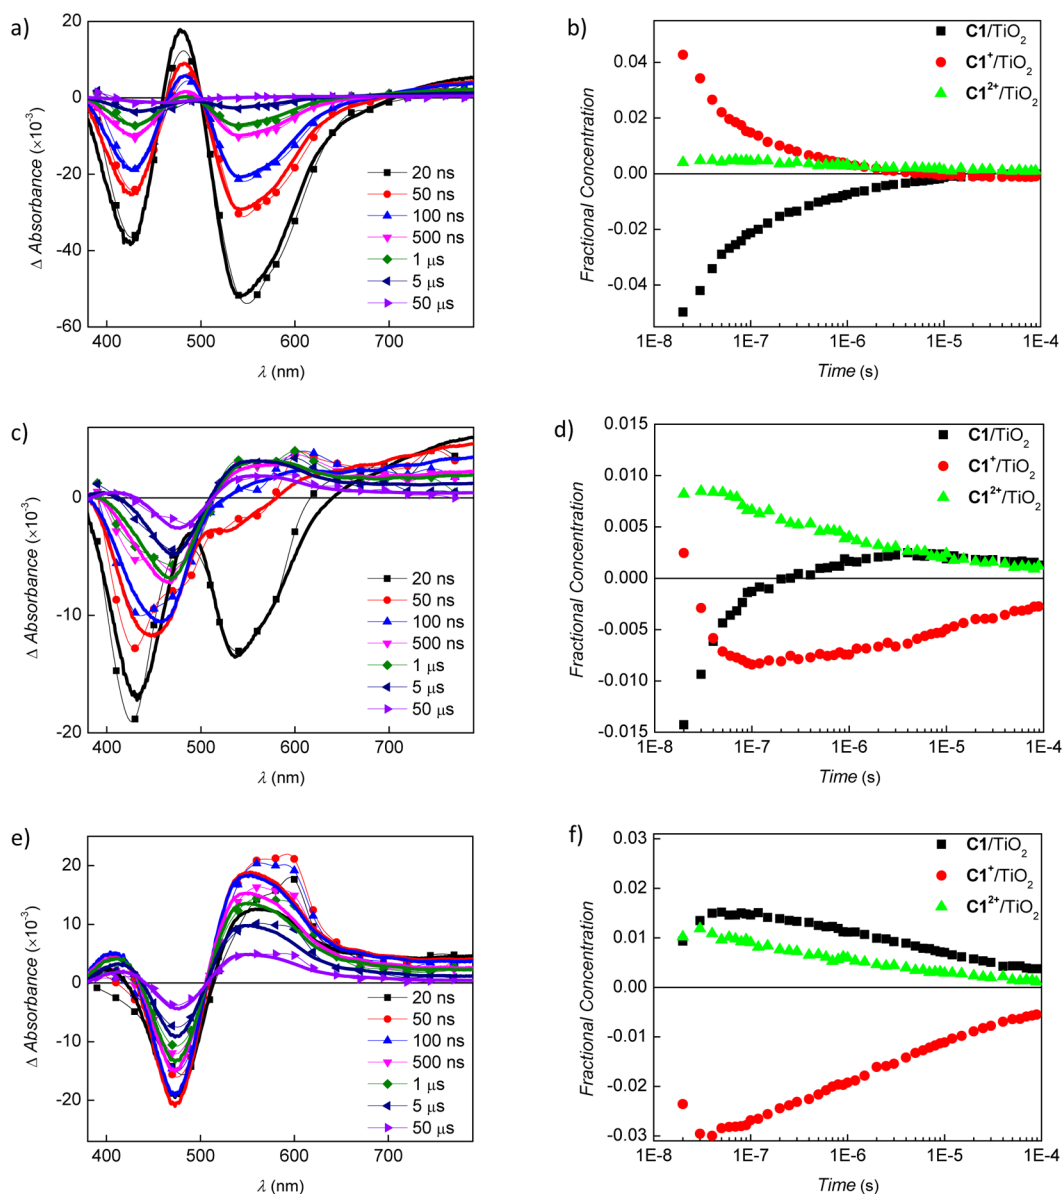 a)
20
0
-20
-40
-60
400
500
600
700
Δ Absorbance (×10⁻³)
λ (nm)
20 ns
50 ns
100 ns
500 ns
1 μs
5 μs
50 μs
b)
0.04
0.02
0.00
-0.02
-0.04
1E-8
1E-7
1E-6
1E-5
1E-4
Fractional Concentration
Time (s)
C1/TiO₂
C1⁺/TiO₂
C1²⁺/TiO₂
c)
0
-10
-20
400
500
600
700
Δ Absorbance (×10⁻³)
λ (nm)
20 ns
50 ns
100 ns
500 ns
1 μs
5 μs
50 μs
d)
0.015
0.010
0.005
0.000
-0.005
-0.010
-0.015
1E-8
1E-7
1E-6
1E-5
1E-4
Fractional Concentration
Time (s)
C1/TiO₂
C1⁺/TiO₂
C1²⁺/TiO₂
e)
20
10
0
-10
-20
400
500
600
700
Δ Absorbance (×10⁻³)
λ (nm)
20 ns
50 ns
100 ns
500 ns
1 μs
5 μs
50 μs
f)
0.03
0.02
0.01
0.00
-0.01
-0.02
-0.03
1E-8
1E-7
1E-6
1E-5
1E-4
Fractional Concentration
Time (s)
C1/TiO₂
C1⁺/TiO₂
C1²⁺/TiO₂